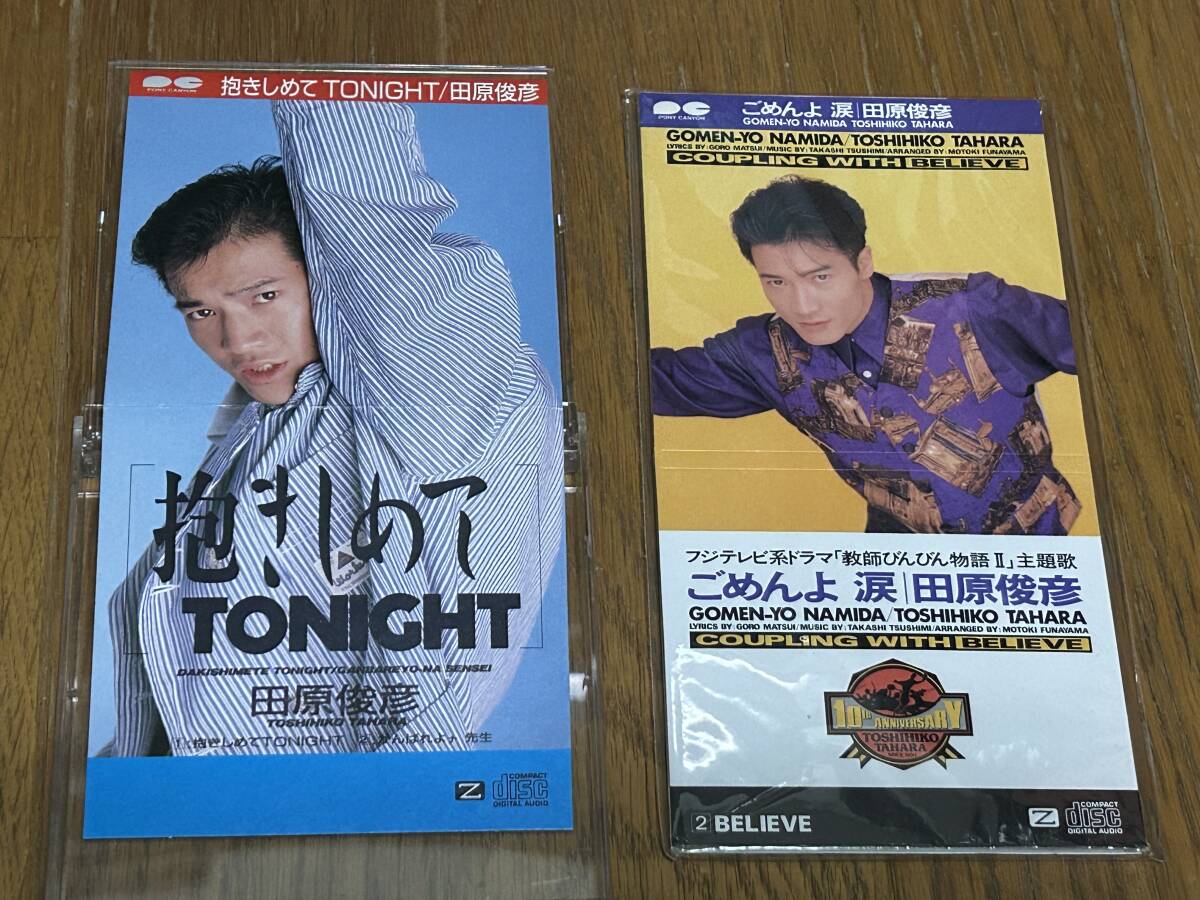 PONY CANYON
抱きしめて TONIGHT/田原俊彦
[抱きしめて
TONIGHT]
DAKISHIMETE TONIGHT/GANBAREYO-NA SENSEI
田原俊彦
TOSHIHIKO TAHARA
1.抱きしめてTONIGHT 2.がんばれよナ先生
Z COMPACT
disc
DIGITAL AUDIO
PONY CANYON
ごめんよ 涙|田原俊彦
GOMEN-YO NAMIDA TOSHIHIKO TAHARA
GOMEN-YO NAMIDA/TOSHIHIKO TAHARA
LYRICS BY:GORO MATSUI/MUSIC BY:TAKASHI TSUSHIMI/ARRANGED BY:MOTOKI FUNAYAMA
COUPLING WITH BELIEVE
フジテレビ系ドラマ「教師びんびん物語Ⅱ」主題歌
ごめんよ 涙|田原俊彦
GOMEN-YO NAMIDA/TOSHIHIKO TAHARA
LYRICS BY:GORO MATSUI/MUSIC BY:TAKASHI TSUSHIMI/ARRANGED BY:MOTOKI FUNAYAMA
COUPLING WITH BELIEVE
10th ANNIVERSARY
TOSHIHIKO
TAHARA
2 BELIEVE
Z COMPACT
disc
DIGITAL AUDIO